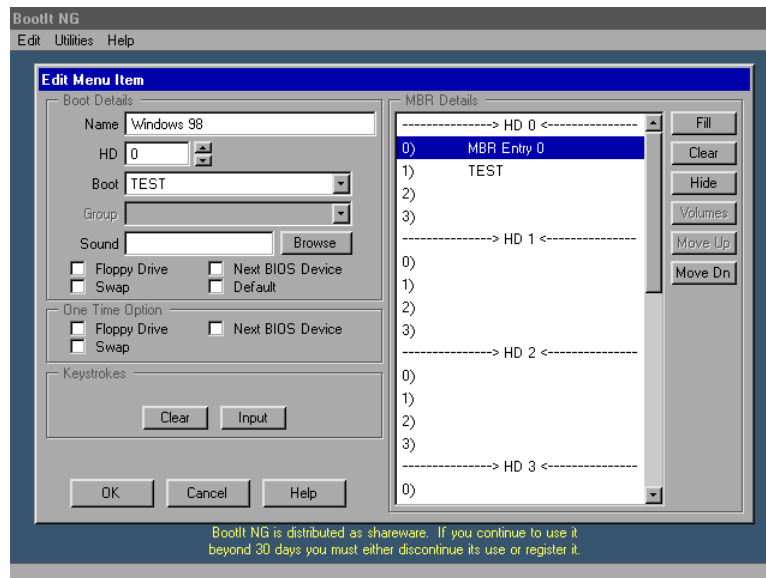 BootIt NG
Edit Utilities Help
Edit Menu Item
Boot Details
Name Windows 98
HD 0
Boot TEST
Group
Sound Browse
Floppy Drive Next BIOS Device
Swap Default
One Time Option
Floppy Drive Next BIOS Device
Swap
Keystrokes
Clear Input
OK Cancel Help
MBR Details
---------------> HD 0 <---------------
0) MBR Entry 0
1) TEST
2)
3)
---------------> HD 1 <---------------
0)
1)
2)
3)
---------------> HD 2 <---------------
0)
1)
2)
3)
---------------> HD 3 <---------------
0)
Fill
Clear
Hide
Volumes
Move Up
Move Dn
BootIt NG is distributed as shareware. If you continue to use it
beyond 30 days you must either discontinue its use or register it.